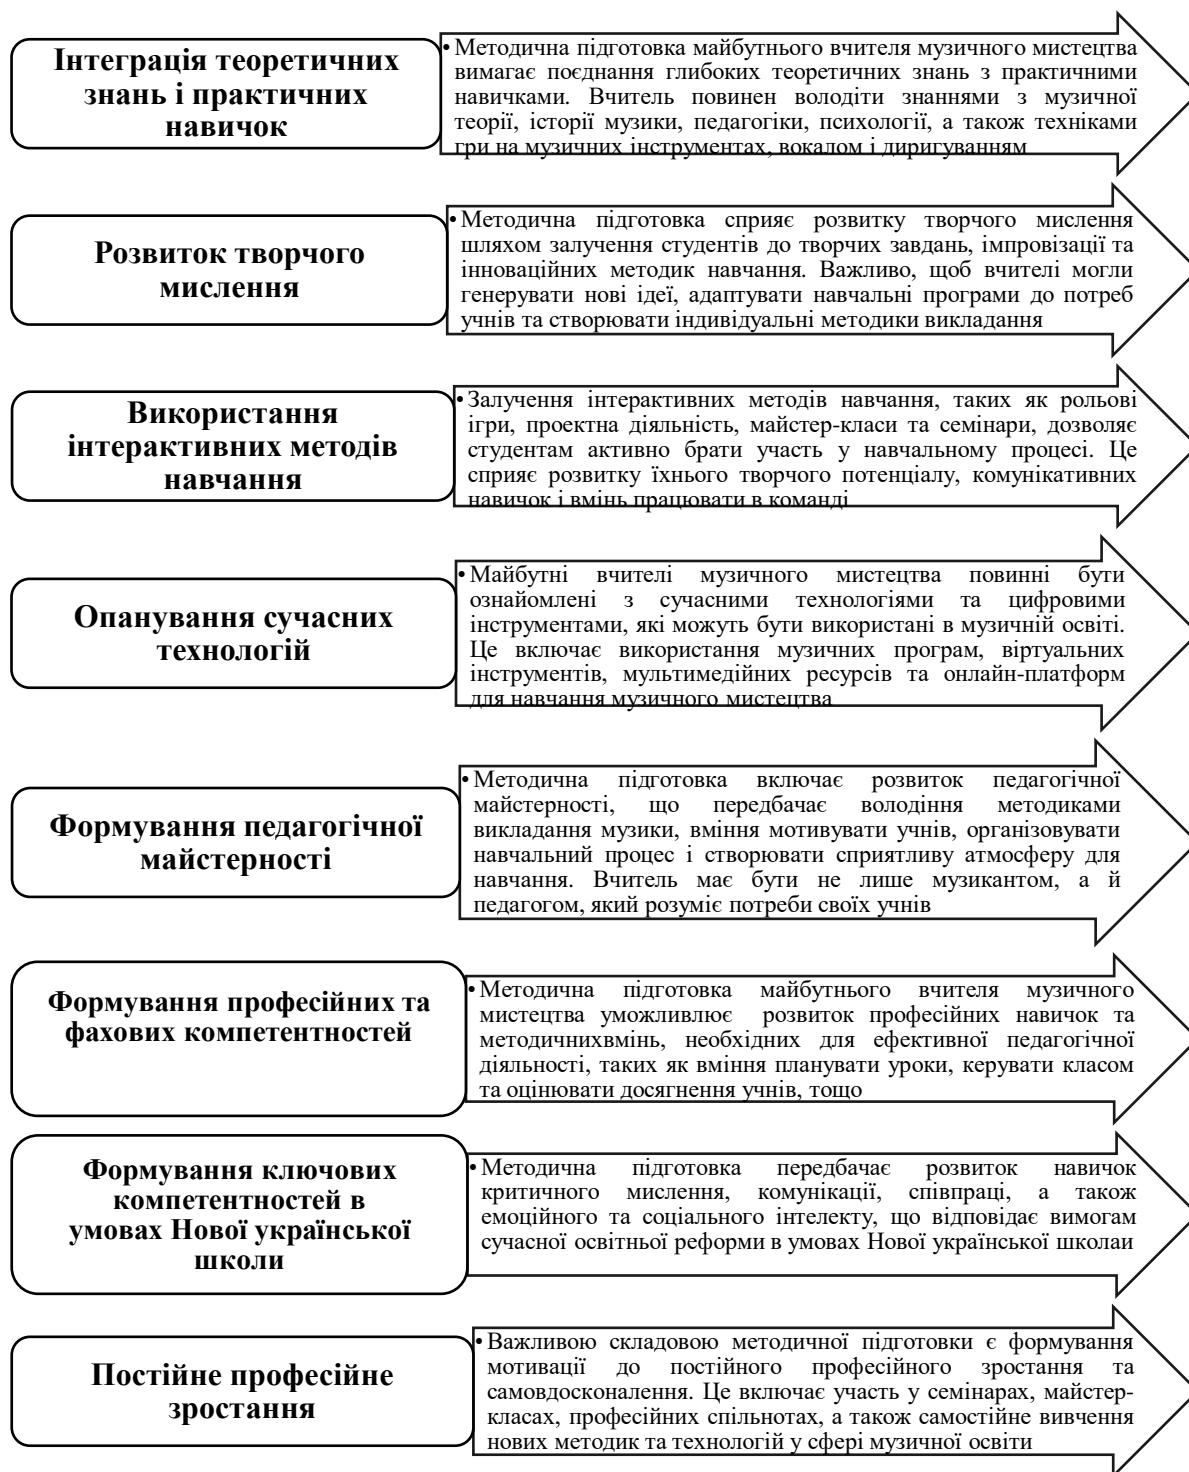 Інтеграція теоретичних
знань і практичних
навичок
• Методична підготовка майбутнього вчителя музичного мистецтва
вимагає поєднання глибоких теоретичних знань з практичними
навичками. Вчитель повинен володіти знаннями з музичної
теорії, історії музики, педагогіки, психології, а також техніками
гри на музичних інструментах, вокалом і диригуванням
Розвиток творчого
мислення
• Методична підготовка сприяє розвитку творчого мислення
шляхом залучення студентів до творчих завдань, імпровізації та
інноваційних методик навчання. Важливо, щоб вчителі могли
генерувати нові ідеї, адаптувати навчальні програми до потреб
учнів та створювати індивідуальні методики викладання
Використання
інтерактивних методів
навчання
• Залучення інтерактивних методів навчання, таких як рольові
ігри, проектна діяльність, майстер-класи та семінари, дозволяє
студентам активно брати участь у навчальному процесі. Це
сприяє розвитку їхнього творчого потенціалу, комунікативних
навичок і вмінь працювати в команді
Опанування сучасних
технологій
• Майбутні вчителі музичного мистецтва повинні бути
ознайомлені з сучасними технологіями та цифровими
інструментами, які можуть бути використані в музичній освіті.
Це включає використання музичних програм, віртуальних
інструментів, мультимедійних ресурсів та онлайн-платформ
для навчання музичного мистецтва
Формування педагогічної
майстерності
• Методична підготовка включає розвиток педагогічної
майстерності, що передбачає володіння методиками
викладання музики, вміння мотивувати учнів, організовувати
навчальний процес і створювати сприятливу атмосферу для
навчання. Вчитель має бути не лише музикантом, а й
педагогом, який розуміє потреби своїх учнів
Формування професійних та
фахових компетентностей
• Методична підготовка майбутнього вчителя музичного
мистецтва уможливлює розвиток професійних навичок та
методичнихвмінь, необхідних для ефективної педагогічної
діяльності, таких як вміння планувати уроки, керувати класом
та оцінювати досягнення учнів, тощо
Формування ключових
компетентностей в
умовах Нової української
школи
• Методична підготовка передбачає розвиток навичок
критичного мислення, комунікації, співпраці, а також
емоційного та соціального інтелекту, що відповідає вимогам
сучасної освітньої реформи в умовах Нової української школаи
Постійне професійне
зростання
• Важливою складовою методичної підготовки є формування
мотивації до постійного професійного зростання та
самовдосконалення. Це включає участь у семінарах, майстер-
класах, професійних спільнотах, а також самостійне вивчення
нових методик та технологій у сфері музичної освіти